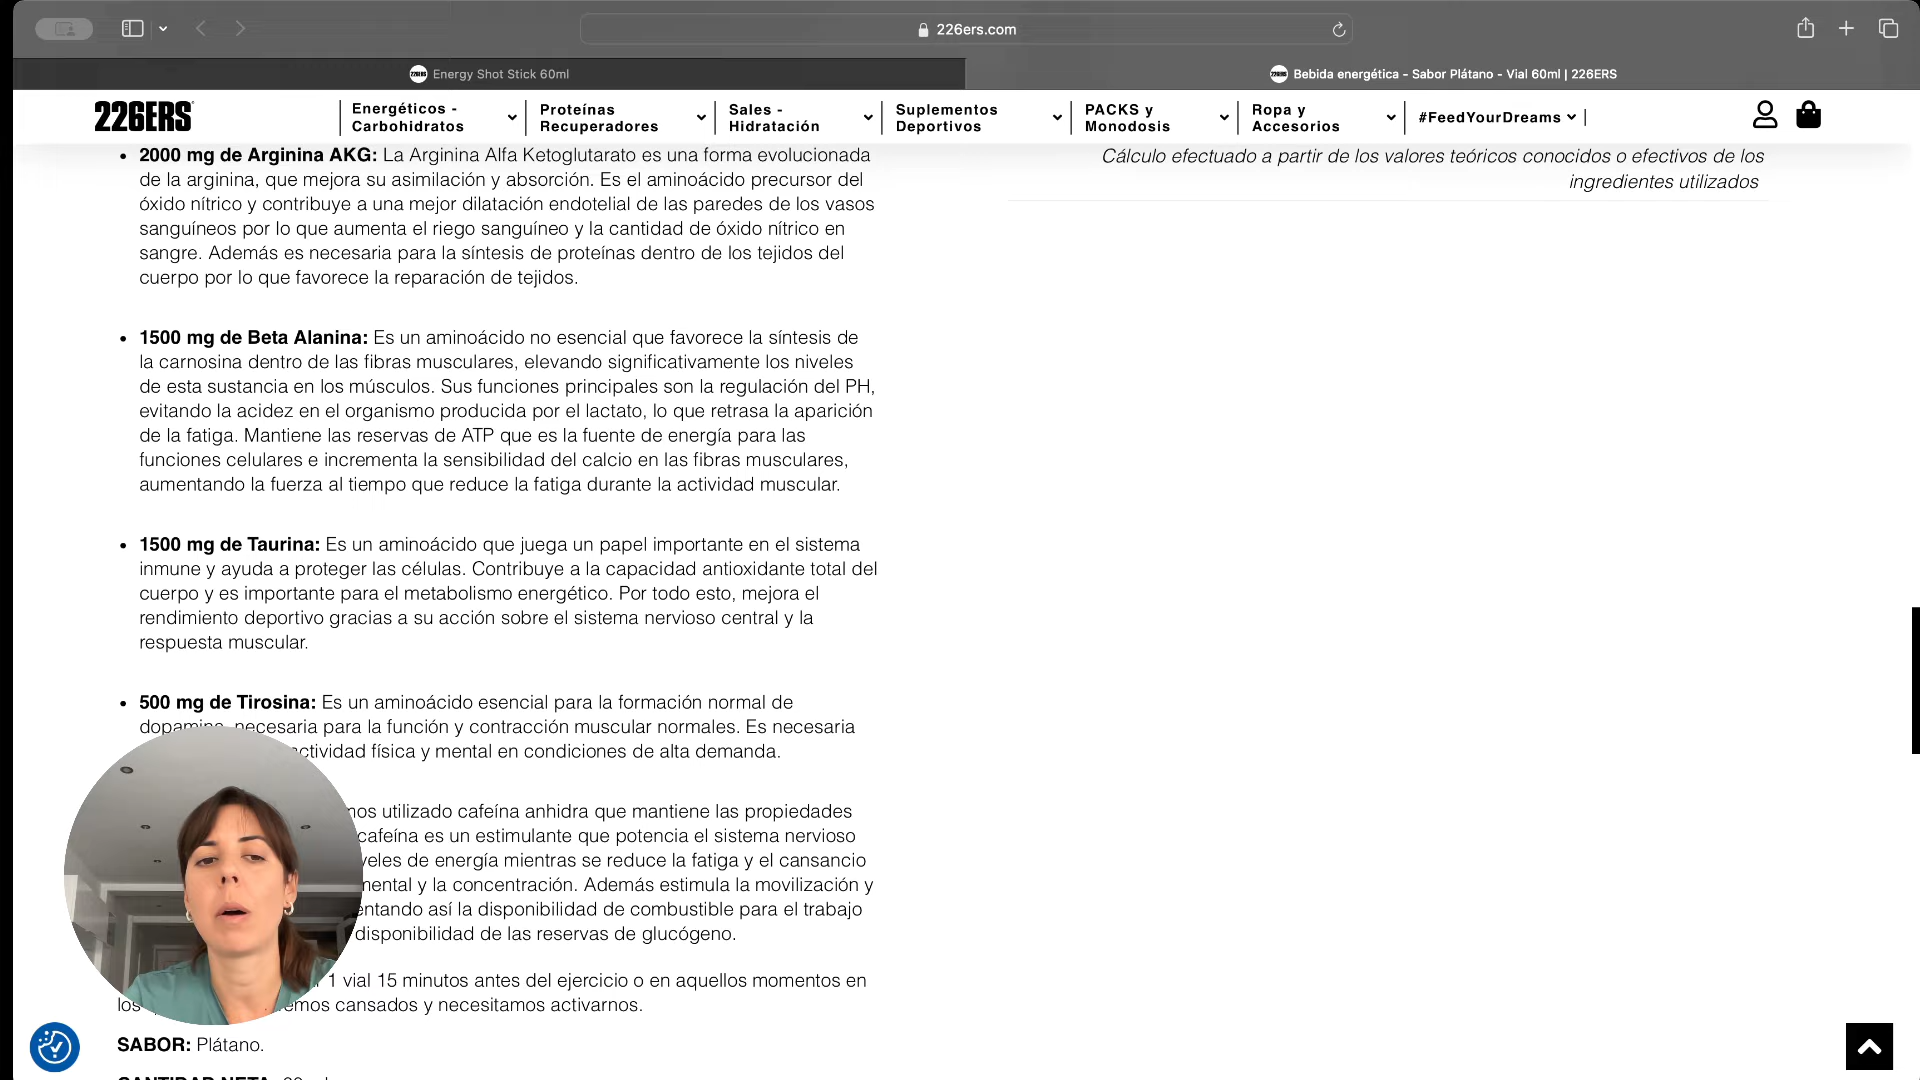 226ers.com
Energy Shot Stick 60ml
Bebida energética - Sabor Plátano - Vial 60ml | 226ERS
226ERS
Energéticos -
Carbohidratos
Proteínas
Recuperadores
Sales -
Hidratación
Suplementos
Deportivos
PACKS y
Monodosis
Ropa y
Accesorios
#FeedYourDreams
• 2000 mg de Arginina AKG: La Arginina Alfa Ketoglutarato es una forma evolucionada
de la arginina, que mejora su asimilación y absorción. Es el aminoácido precursor del
óxido nítrico y contribuye a una mejor dilatación endotelial de las paredes de los vasos
sanguíneos por lo que aumenta el riego sanguíneo y la cantidad de óxido nítrico en
sangre. Además es necesaria para la síntesis de proteínas dentro de los tejidos del
cuerpo por lo que favorece la reparación de tejidos.
• 1500 mg de Beta Alanina: Es un aminoácido no esencial que favorece la síntesis de
la carnosina dentro de las fibras musculares, elevando significativamente los niveles
de esta sustancia en los músculos. Sus funciones principales son la regulación del PH,
evitando la acidez en el organismo producida por el lactato, lo que retrasa la aparición
de la fatiga. Mantiene las reservas de ATP que es la fuente de energía para las
funciones celulares e incrementa la sensibilidad del calcio en las fibras musculares,
aumentando la fuerza al tiempo que reduce la fatiga durante la actividad muscular.
• 1500 mg de Taurina: Es un aminoácido que juega un papel importante en el sistema
inmune y ayuda a proteger las células. Contribuye a la capacidad antioxidante total del
cuerpo y es importante para el metabolismo energético. Por todo esto, mejora el
rendimiento deportivo gracias a su acción sobre el sistema nervioso central y la
respuesta muscular.
• 500 mg de Tirosina: Es un aminoácido esencial para la formación normal de
dopamina, necesaria para la función y contracción muscular normales. Es necesaria
actividad física y mental en condiciones de alta demanda.
utilizado cafeína anhidra que mantiene las propiedades
cafeína es un estimulante que potencia el sistema nervioso
de energía mientras se reduce la fatiga y el cansancio
mental y la concentración. Además estimula la movilización y
así la disponibilidad de combustible para el trabajo
disponibilidad de las reservas de glucógeno.
1 vial 15 minutos antes del ejercicio o en aquellos momentos en
los cansados y necesitamos activarnos.
SABOR: Plátano.
Cálculo efectuado a partir de los valores teóricos conocidos o efectivos de los
ingredientes utilizados